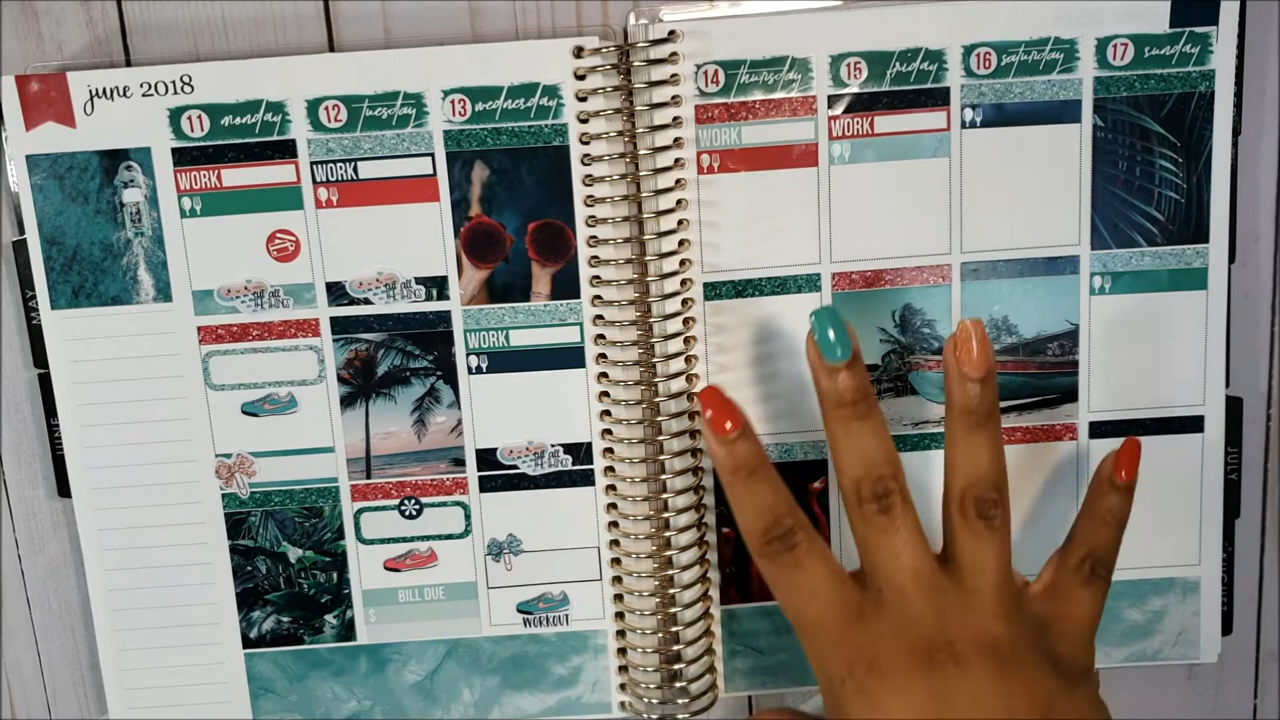 june 2018
11 monday
12 tuesday
13 wednesday
14 thursday
15 friday
16 saturday
17 sunday
WORK
WORK
WORK
WORK
WORK
BILL DUE
$
WORKOUT
MAY
JUNE
JULY
AUGUST